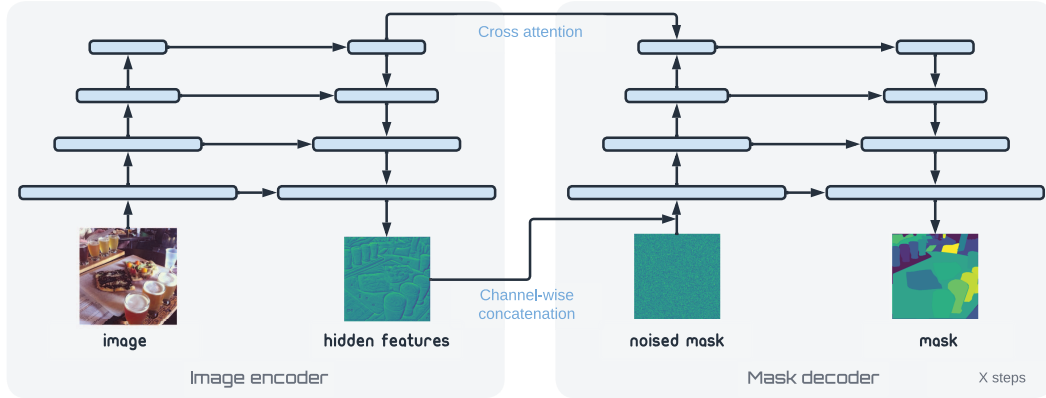 Cross attention
Channel-wise
concatenation
image
hidden features
noised mask
mask
Image encoder
Mask decoder
X steps